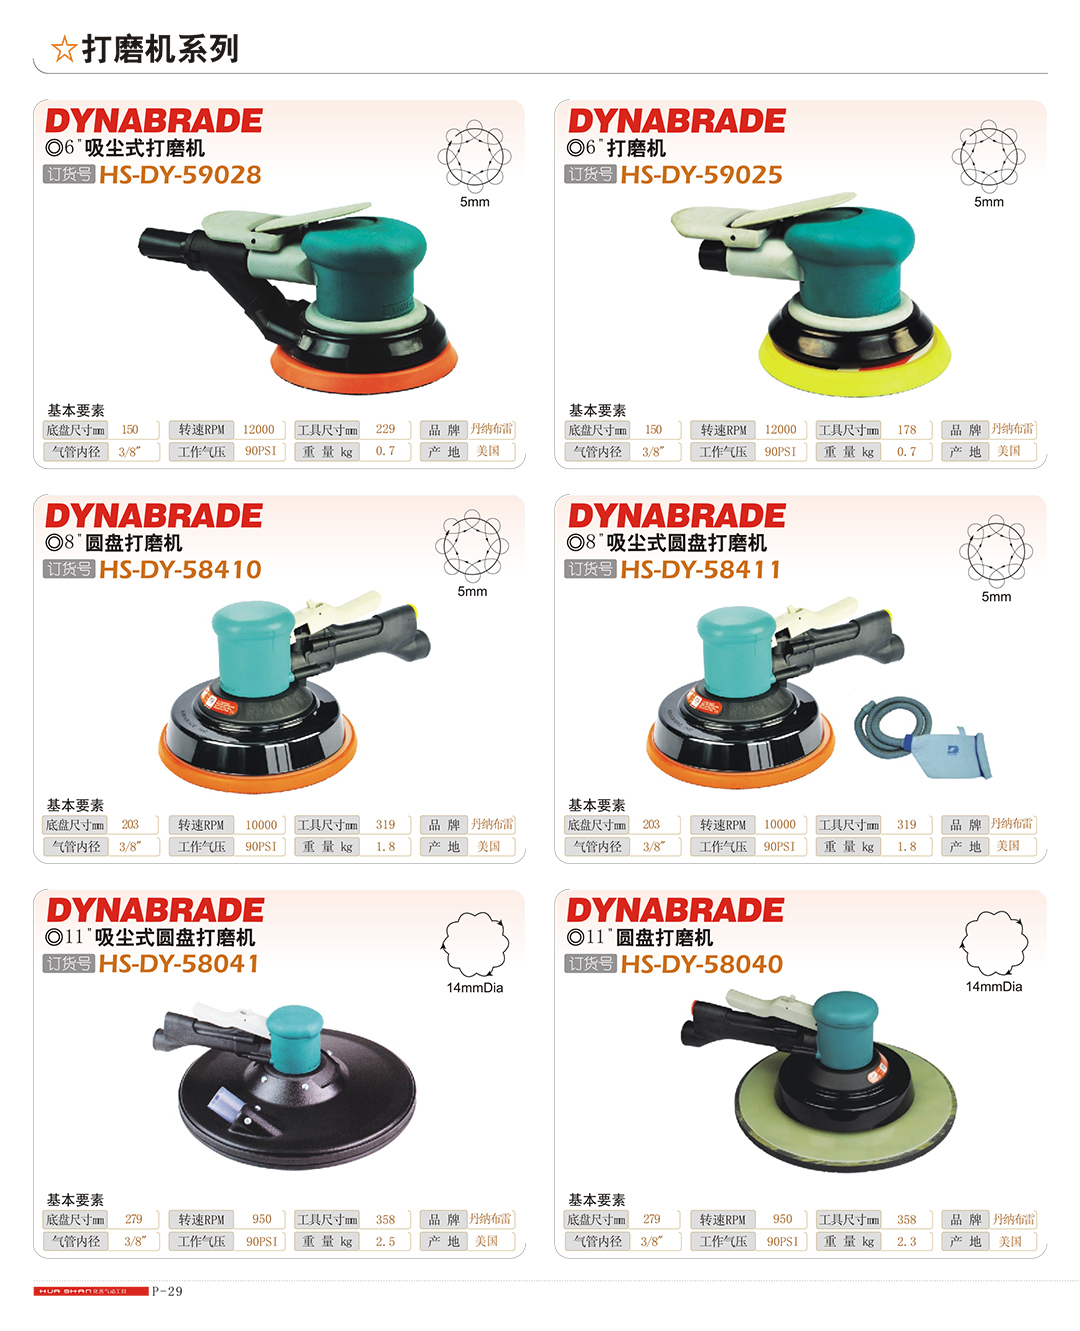 ☆打磨机系列
DYNABRADE
◎6"吸尘式打磨机
订货号 HS-DY-59028
5mm
基本要素
底盘尺寸mm 150 转速RPM 12000 工具尺寸mm 229 品 牌 丹纳布雷
气管内径 3/8" 工作气压 90PSI 重 量 kg 0.7 产 地 美国
DYNABRADE
◎6"打磨机
订货号 HS-DY-59025
5mm
基本要素
底盘尺寸mm 150 转速RPM 12000 工具尺寸mm 178 品 牌 丹纳布雷
气管内径 3/8" 工作气压 90PSI 重 量 kg 0.7 产 地 美国
DYNABRADE
◎8"圆盘打磨机
订货号 HS-DY-58410
5mm
基本要素
底盘尺寸mm 203 转速RPM 10000 工具尺寸mm 319 品 牌 丹纳布雷
气管内径 3/8" 工作气压 90PSI 重 量 kg 1.8 产 地 美国
DYNABRADE
◎8"吸尘式圆盘打磨机
订货号 HS-DY-58411
5mm
基本要素
底盘尺寸mm 203 转速RPM 10000 工具尺寸mm 319 品 牌 丹纳布雷
气管内径 3/8" 工作气压 90PSI 重 量 kg 1.8 产 地 美国
DYNABRADE
◎11"吸尘式圆盘打磨机
订货号 HS-DY-58041
14mmDia
基本要素
底盘尺寸mm 279 转速RPM 950 工具尺寸mm 358 品 牌 丹纳布雷
气管内径 3/8" 工作气压 90PSI 重 量 kg 2.5 产 地 美国
DYNABRADE
◎11"圆盘打磨机
订货号 HS-DY-58040
14mmDia
基本要素
底盘尺寸mm 279 转速RPM 950 工具尺寸mm 358 品 牌 丹纳布雷
气管内径 3/8" 工作气压 90PSI 重 量 kg 2.3 产 地 美国
HUA SHAN 气动工具 P-29